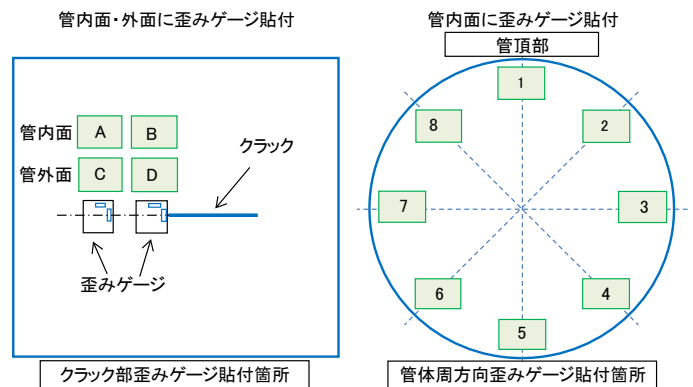 管内面・外面に歪みゲージ貼付
管内面 A B
管外面 C D
クラック
歪みゲージ
クラック部歪みゲージ貼付箇所
管内面に歪みゲージ貼付
管頂部
1
8 2
7 3
6 4
5
管体周方向歪みゲージ貼付箇所